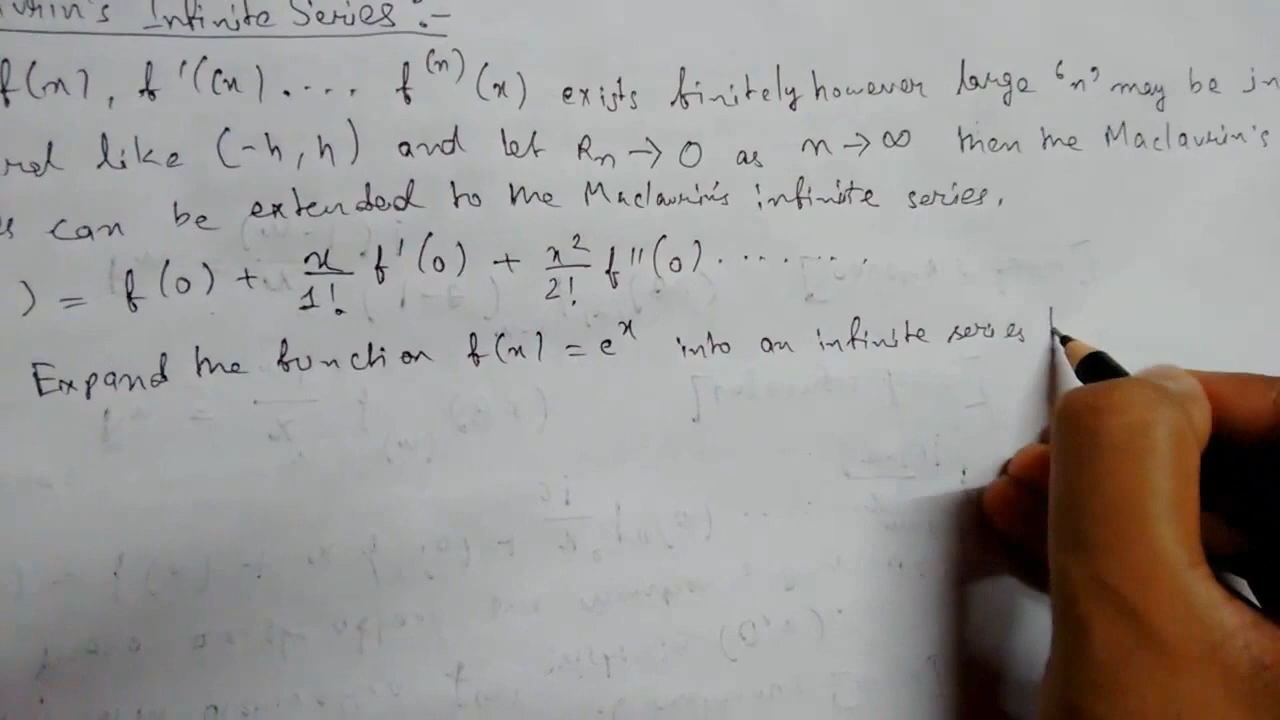 Infinite Series :-
f(x), f'(x).... f^(n)(x) exists finitely however large 'n' may be in
like (-h, h) and let Rn → 0 as n → ∞ then the Maclaurin's
can be extended to the Maclaurin's infinite series.
) = f(0) + x/1! f'(0) + x²/2! f''(0) . . . . . . .
Expand the function f(x) = e^x into an infinite series